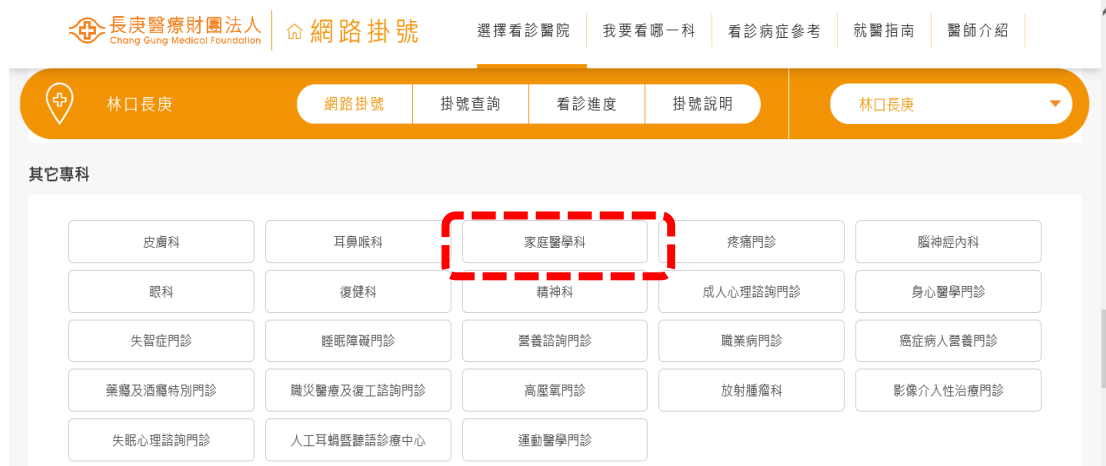 長庚醫療財團法人
Chang Gung Medical Foundation
網路掛號
選擇看診醫院 我要看哪一科 看診病症參考 就醫指南 醫師介紹
林口長庚 網路掛號 掛號查詢 看診進度 掛號說明 林口長庚
其它專科
皮膚科 耳鼻喉科 家庭醫學科 疼痛門診 腦神經內科
眼科 復健科 精神科 成人心理諮詢門診 身心醫學門診
失智症門診 睡眠障礙門診 營養諮詢門診 職業病門診 癌症病人營養門診
藥癮及酒癮特別門診 職災醫療及復工諮詢門診 高壓氧門診 放射腫瘤科 影像介入性治療門診
失眠心理諮詢門診 人工耳蝸暨聽語診療中心 運動醫學門診